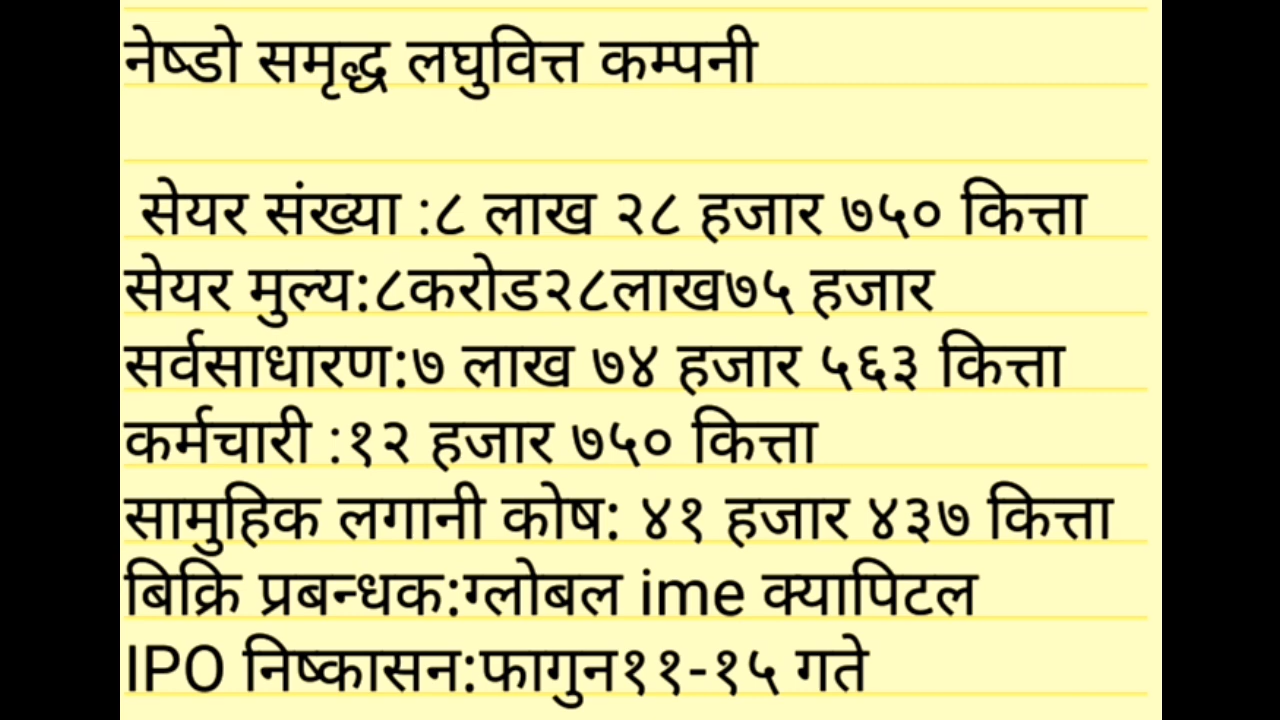 नेष्डो समृद्ध लघुवित्त कम्पनी
सेयर संख्या :८ लाख २८ हजार ७५० कित्ता
सेयर मुल्य:८करोड२८लाख७५ हजार
सर्वसाधारण:७ लाख ७४ हजार ५६३ कित्ता
कर्मचारी :१२ हजार ७५० कित्ता
सामुहिक लगानी कोष: ४१ हजार ४३७ कित्ता
बिक्रि प्रबन्धक:ग्लोबल ime क्यापिटल
IPO निष्कासन:फागुन११-१५ गते